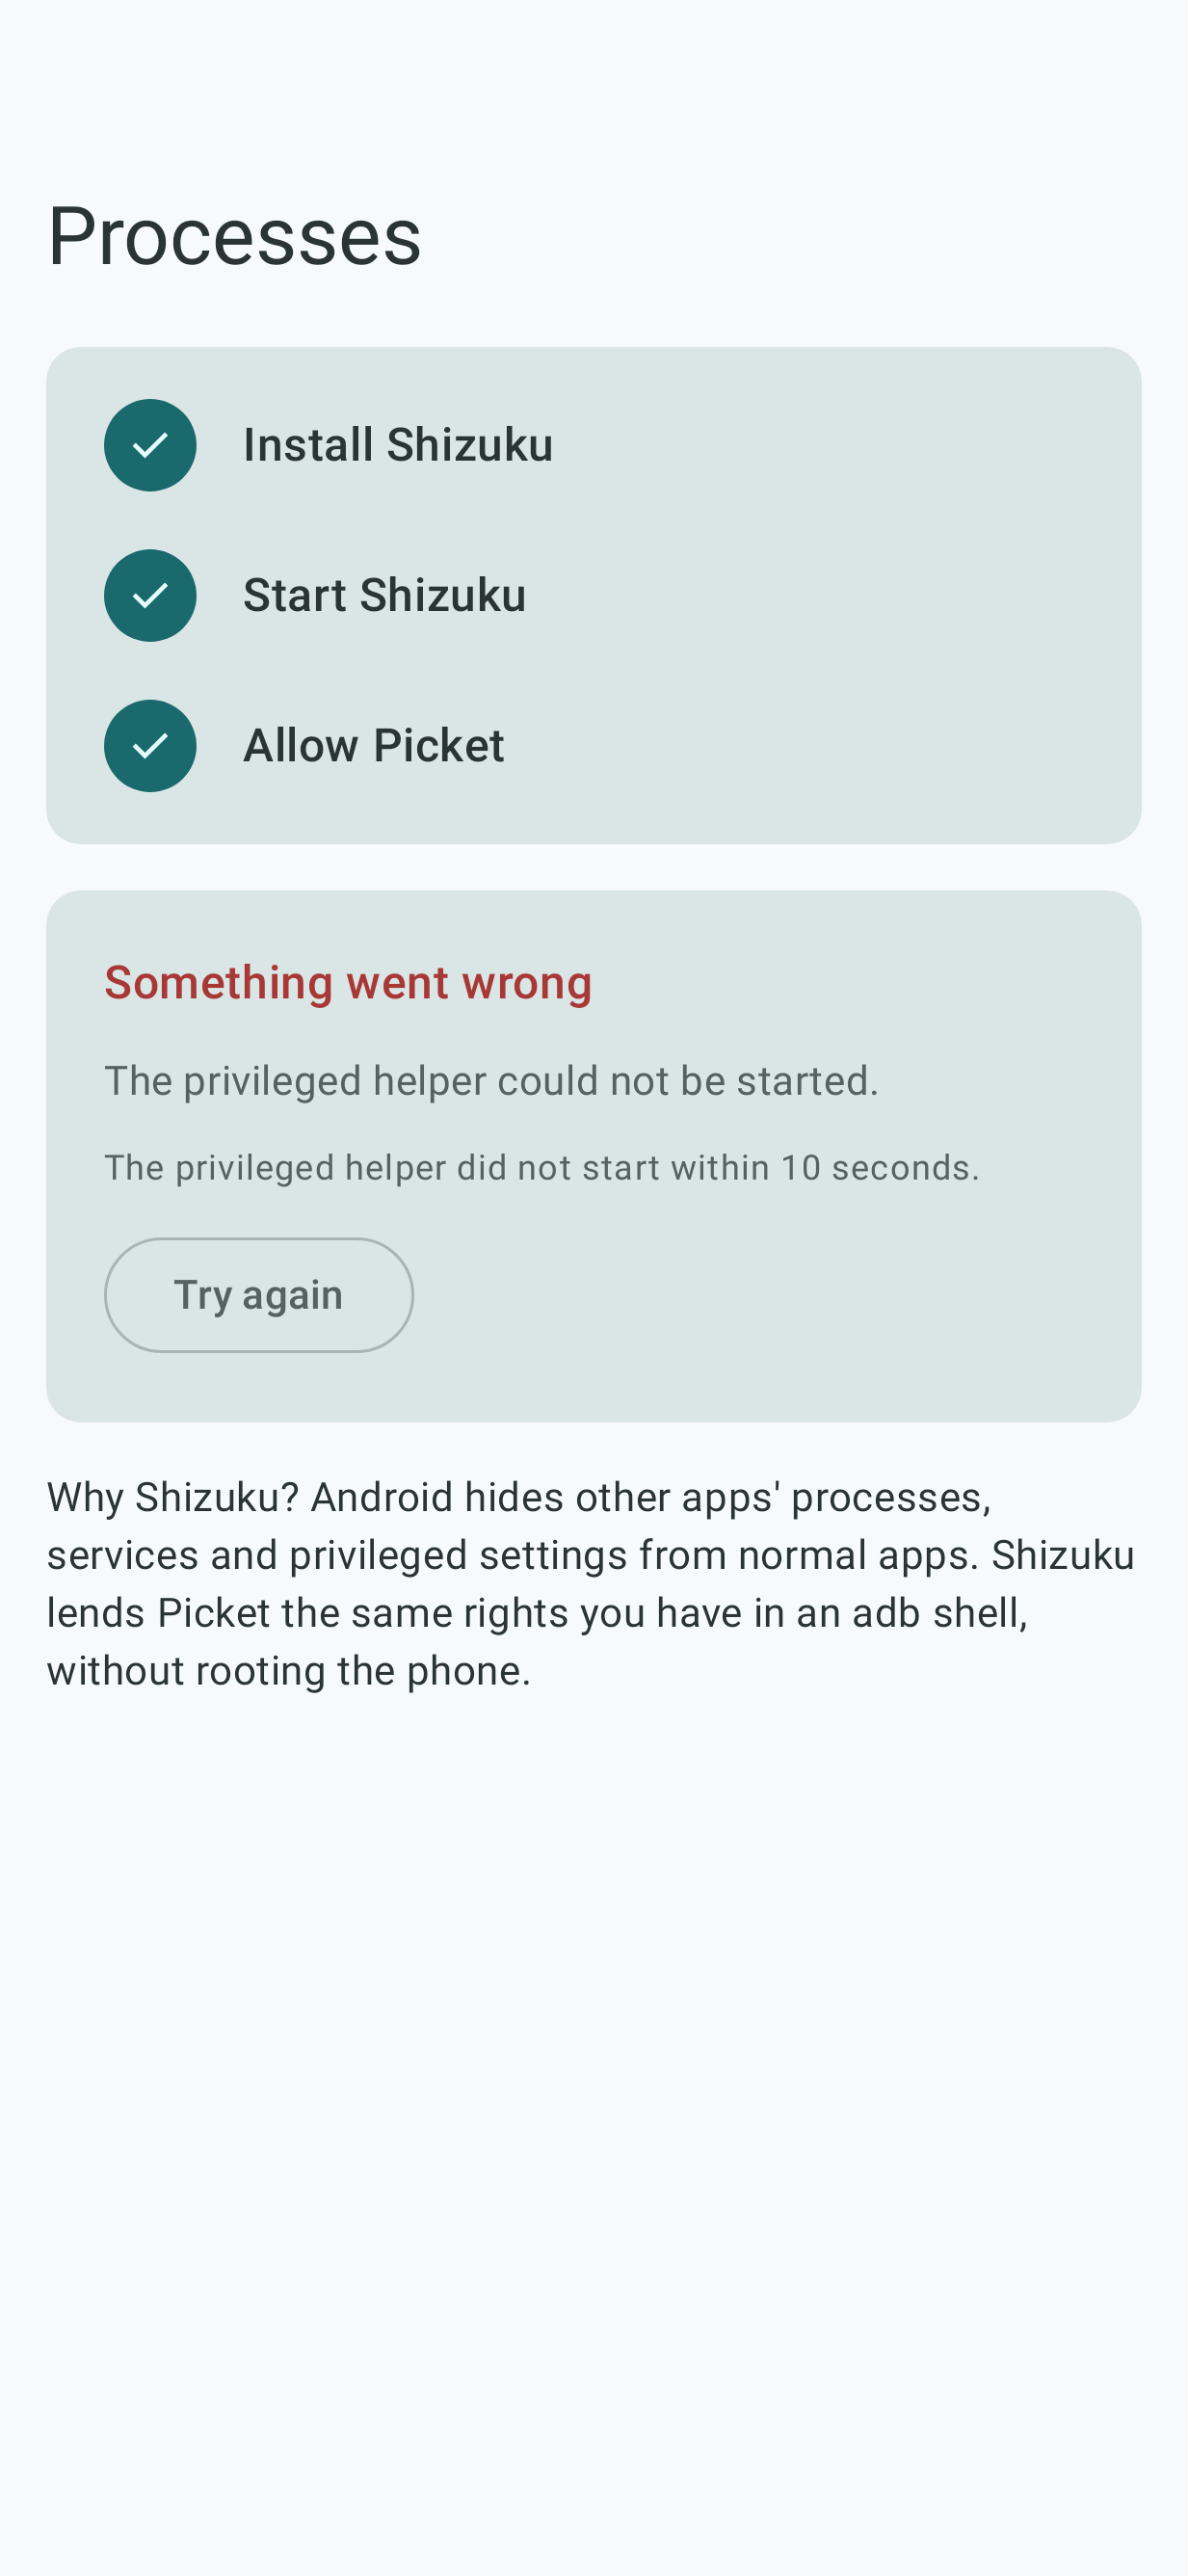 Processes
Install Shizuku
Start Shizuku
Allow Picket
Something went wrong
The privileged helper could not be started.
The privileged helper did not start within 10 seconds.
Try again
Why Shizuku? Android hides other apps' processes,
services and privileged settings from normal apps. Shizuku
lends Picket the same rights you have in an adb shell,
without rooting the phone.